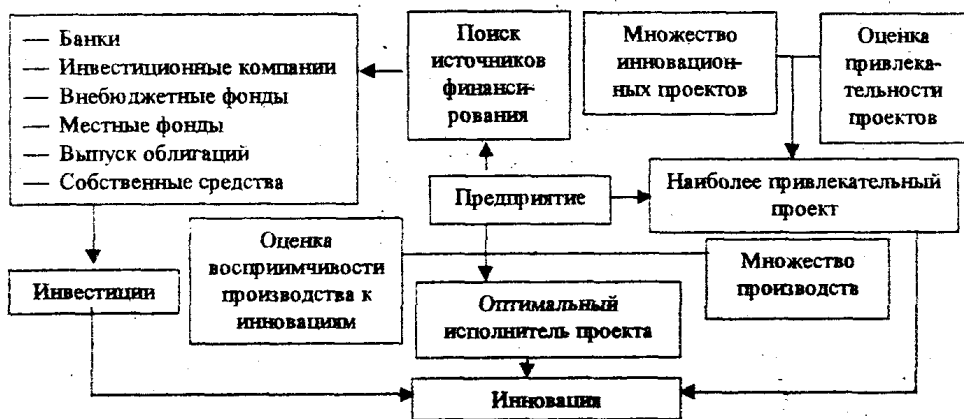 — Банки
— Инвестиционные компании
— Внебюджетные фонды
— Местные фонды
— Выпуск облигаций
— Собственные средства
Поиск
источников
финанси-
рования
Множество
инновацион-
ных проектов
Оценка
привлека-
тельности
проектов
Предприятие
Наиболее привлекательный
проект
Инвестиции
Оценка
восприимчивости
производства к
инновациям
Множество
производств
Оптимальный
исполнитель проекта
Инновация